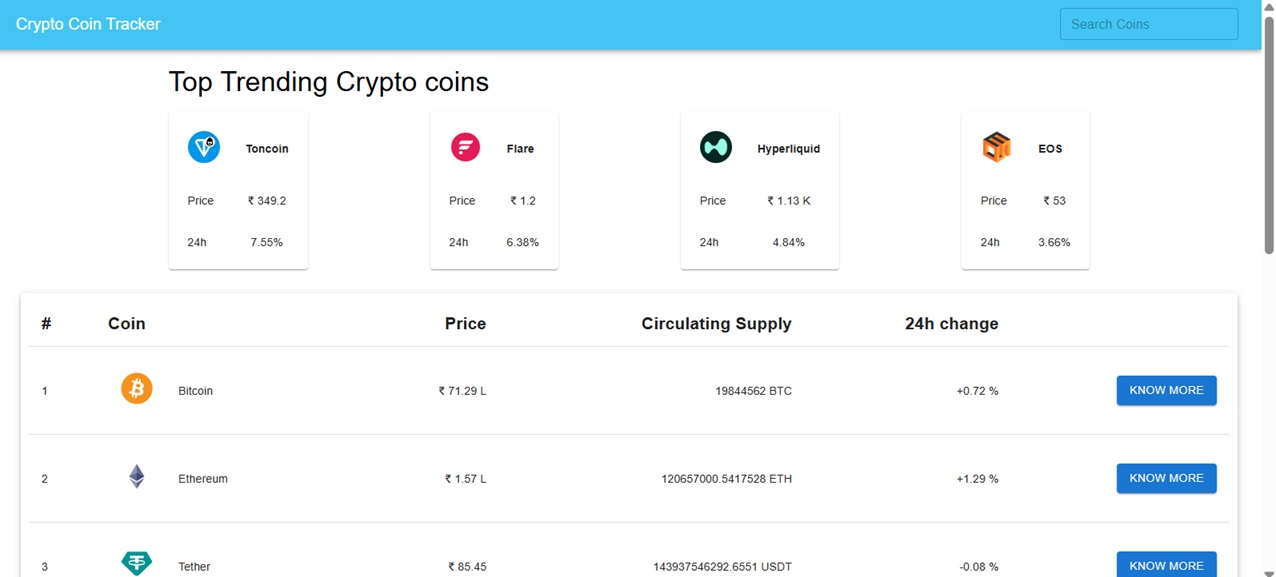 Crypto Coin Tracker
Search Coins
Top Trending Crypto coins
Toncoin
Price ₹ 349.2
24h 7.55%
Flare
Price ₹ 1.2
24h 6.38%
Hyperliquid
Price ₹ 1.13 K
24h 4.84%
EOS
Price ₹ 53
24h 3.66%
# Coin Price Circulating Supply 24h change
1 Bitcoin ₹ 71.29 L 19844562 BTC +0.72 % KNOW MORE
2 Ethereum ₹ 1.57 L 120657000.5417528 ETH +1.29 % KNOW MORE
3 Tether ₹ 85.45 143937546292.6551 USDT -0.08 % KNOW MORE